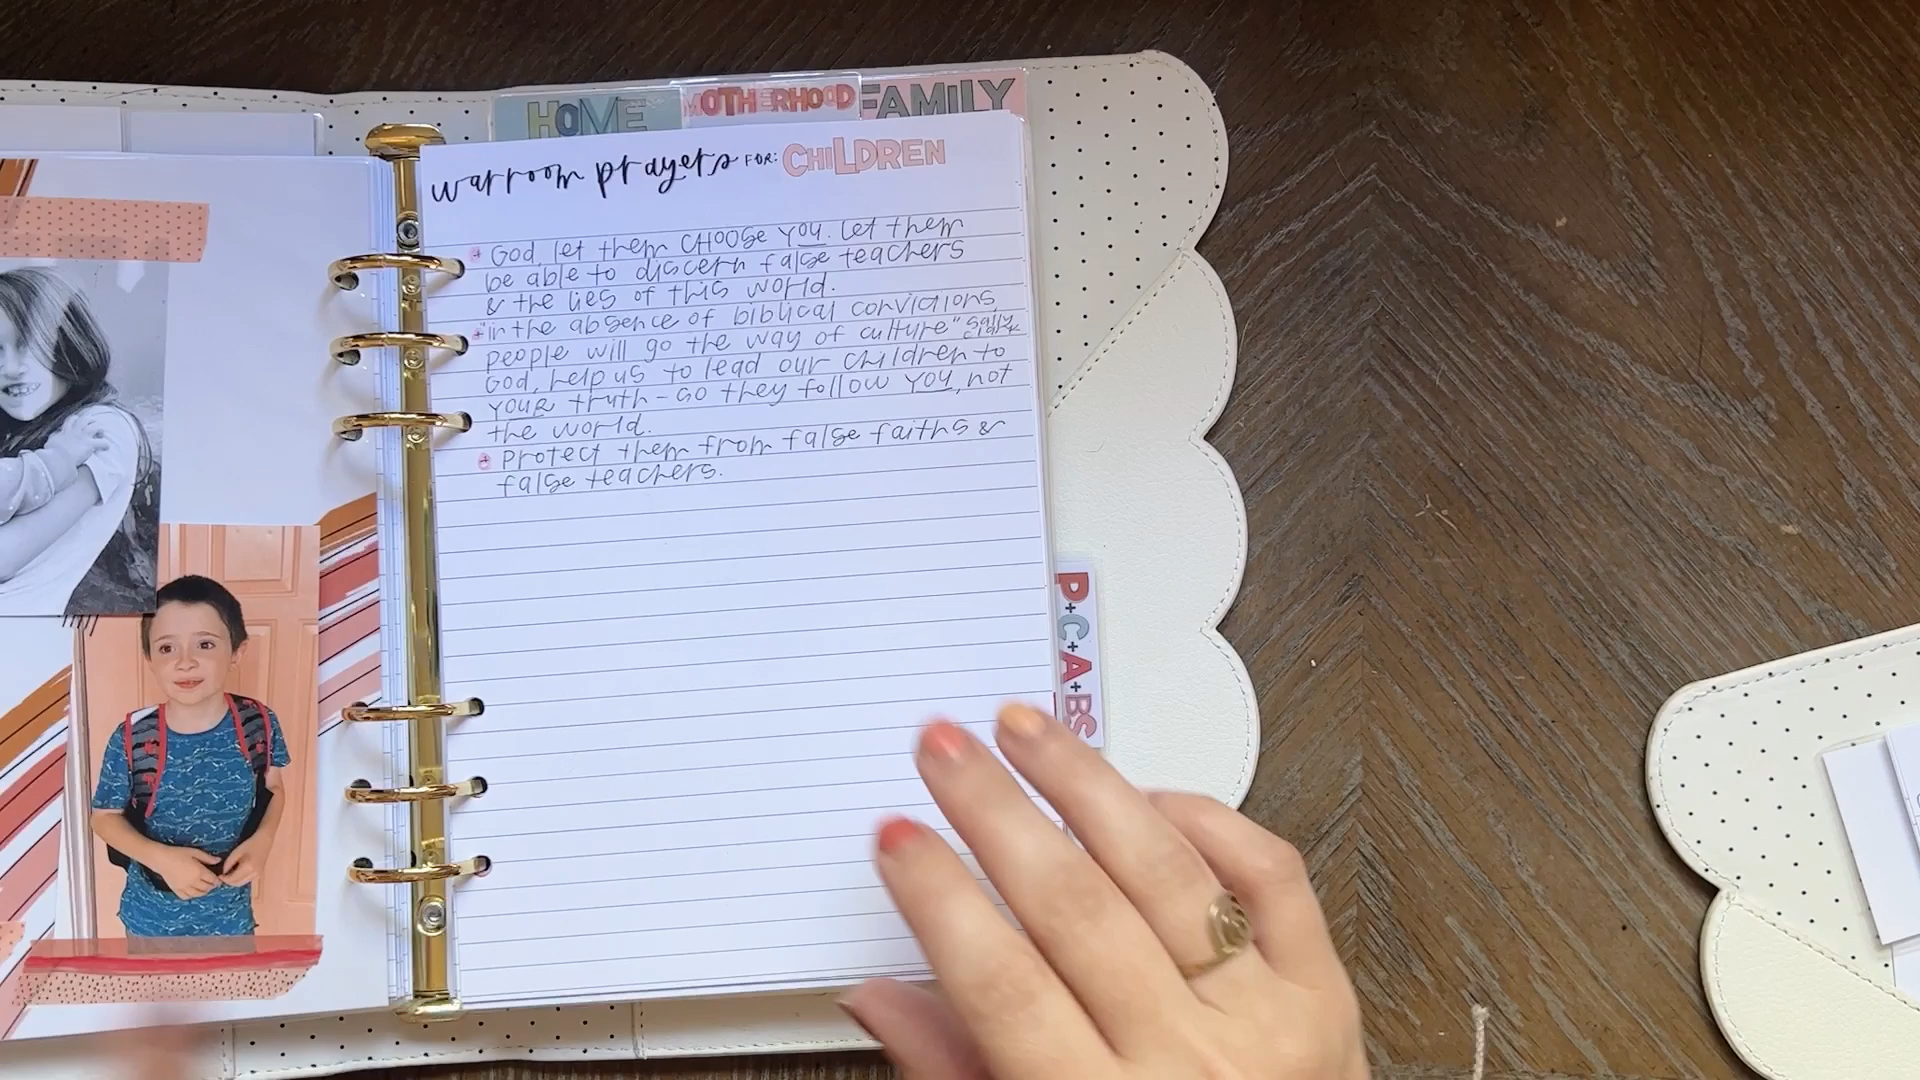 HOME MOTHERHOOD FAMILY
warroom prayers FOR: CHILDREN
+ God, let them CHOOSE YOU. Let them
be able to discern false teachers
& the lies of this world.
+ "in the absence of biblical convictions,
people will go the way of culture" Sally Clark
God, help us to lead our children to
YOUR truth - so they follow YOU, not
the world.
+ Protect them from false faiths &
false teachers.
P+C+A+BS